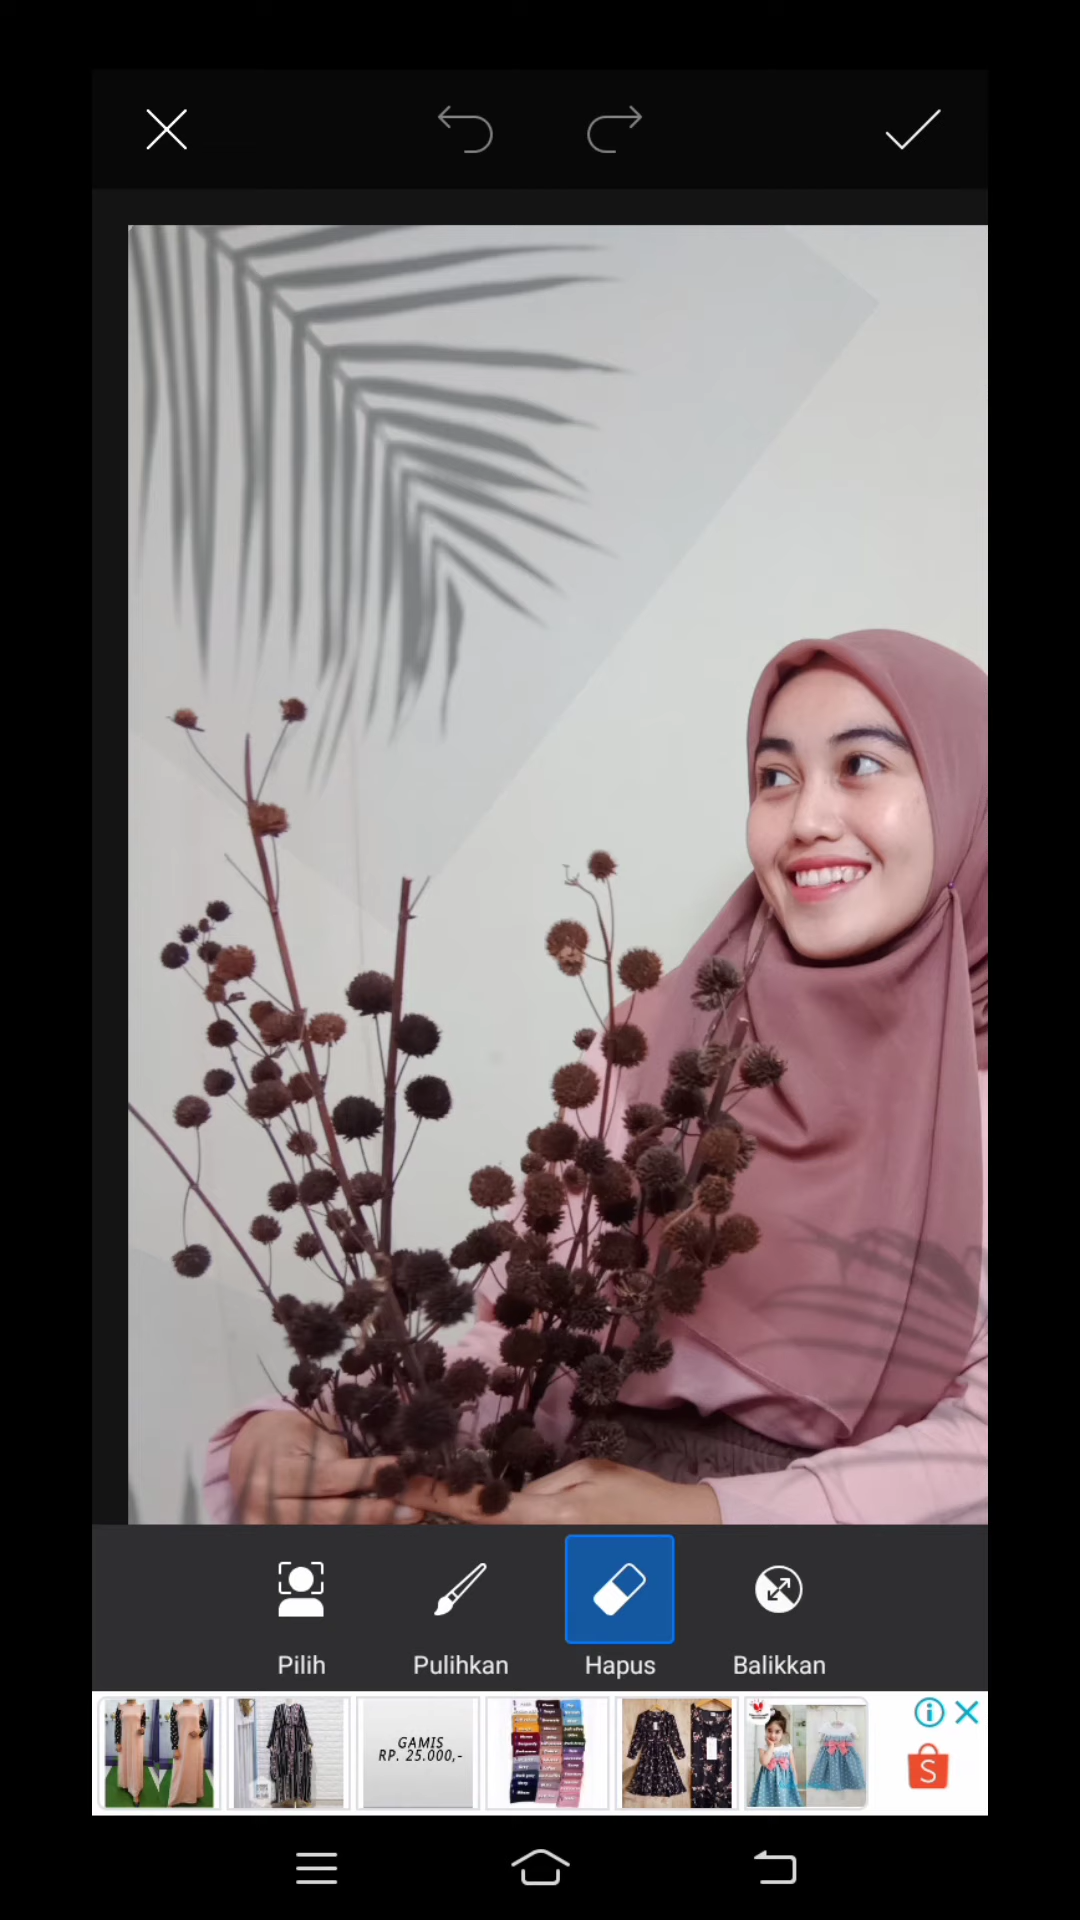 Pilih
Pulihkan
Hapus
Balikkan
GAMIS
RP. 25.000,-
S